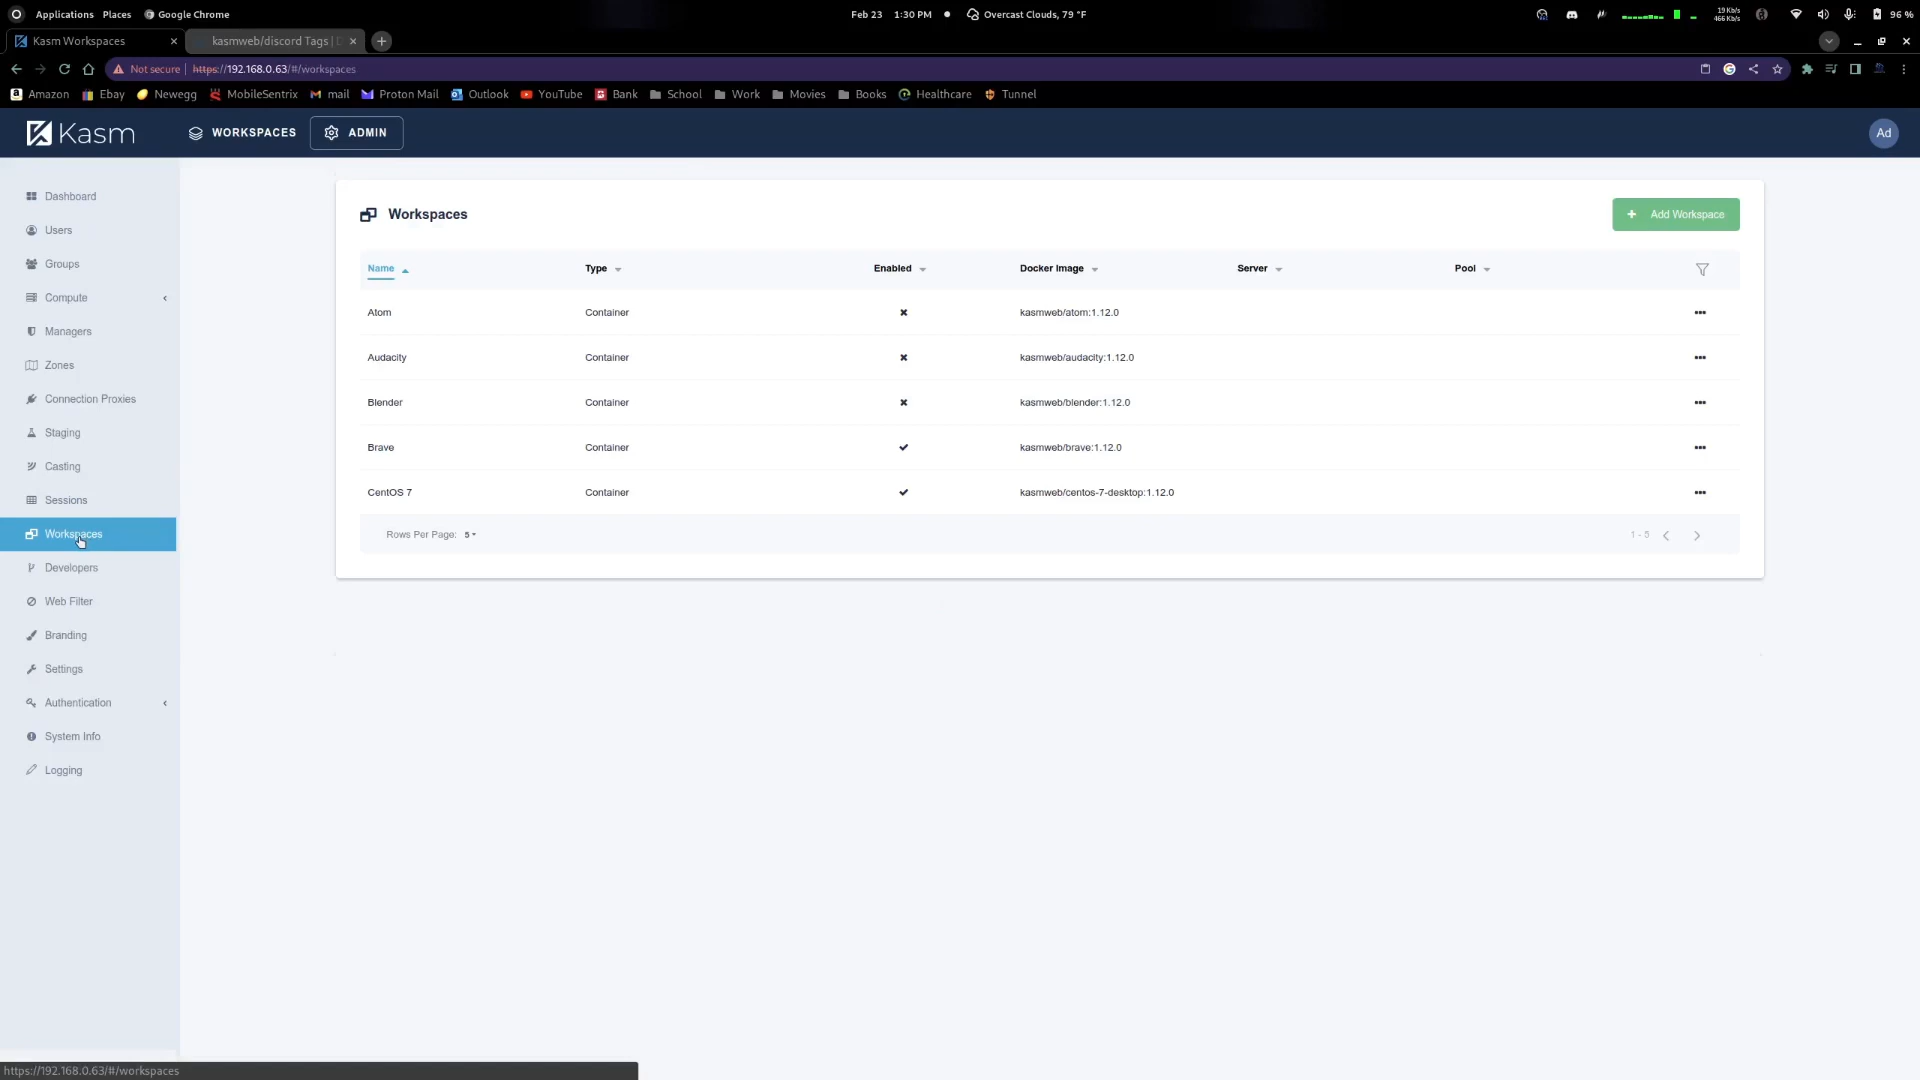 Applications Places Google Chrome Feb 23 1:30 PM Overcast Clouds, 79 °F 19 Kb/s 466 Kb/s 96 %
Kasm Workspaces kasmweb/discord Tags |
Not secure https://192.168.0.63/#/workspaces
Amazon Ebay Newegg MobileSentrix mail Proton Mail Outlook YouTube Bank School Work Movies Books Healthcare Tunnel
Kasm WORKSPACES ADMIN Ad
Dashboard
Users
Groups
Compute
Managers
Zones
Connection Proxies
Staging
Casting
Sessions
Workspaces
Developers
Web Filter
Branding
Settings
Authentication
System Info
Logging
Workspaces Add Workspace
Name Type Enabled Docker Image Server Pool
Atom Container kasmweb/atom:1.12.0
Audacity Container kasmweb/audacity:1.12.0
Blender Container kasmweb/blender:1.12.0
Brave Container kasmweb/brave:1.12.0
CentOS 7 Container kasmweb/centos-7-desktop:1.12.0
Rows Per Page: 5 1 - 5
https://192.168.0.63/#/workspaces